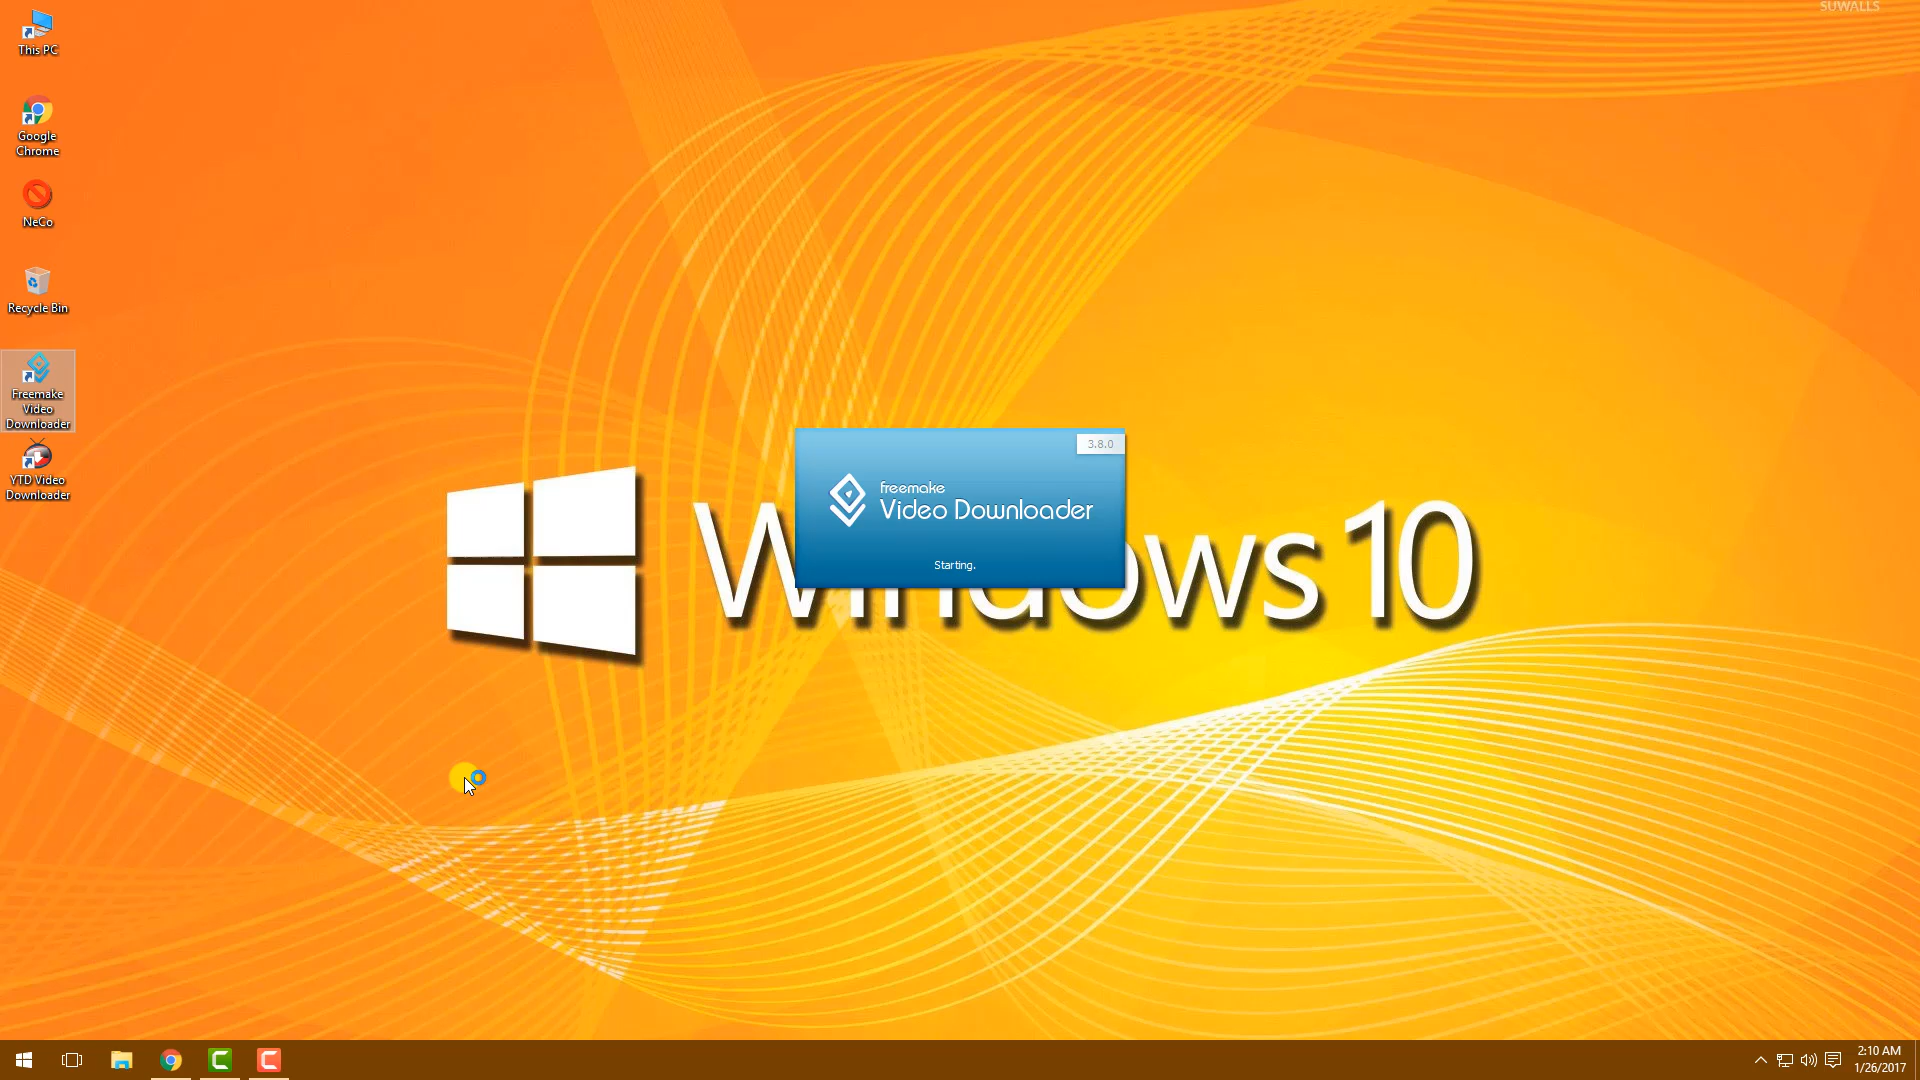 SUWALLS
This PC
Google
Chrome
NeCo
Recycle Bin
Freemake
Video
Downloader
YTD Video
Downloader
3.8.0
freemake
Video Downloader
Starting.
Windows 10
2:10 AM
1/26/2017